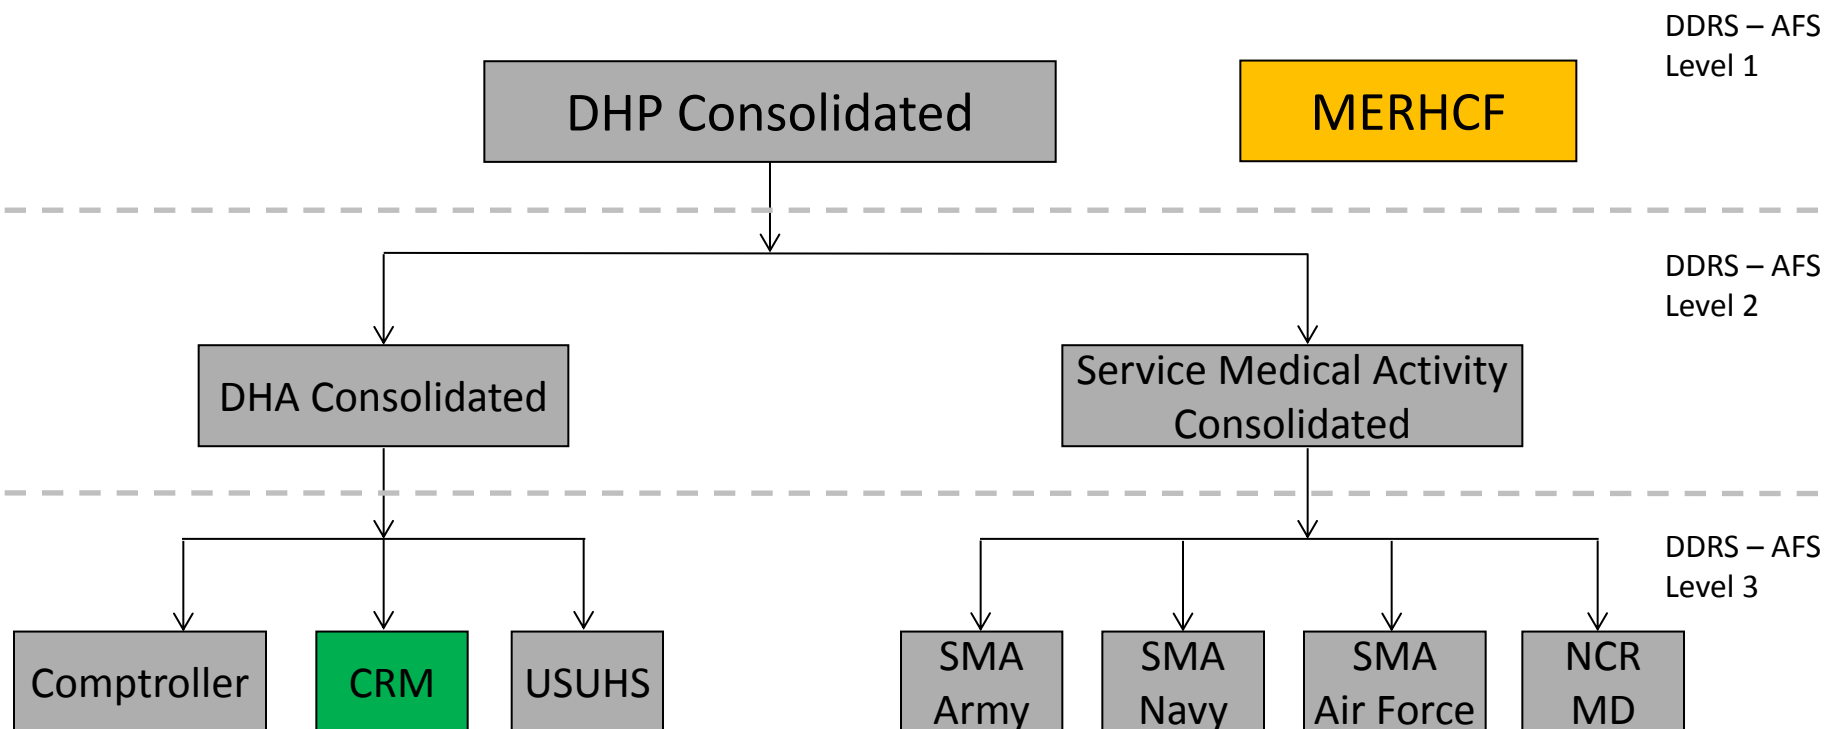 DDRS – AFS
Level 1
DHP Consolidated
MERHCF
DDRS – AFS
Level 2
DHA Consolidated
Service Medical Activity
Consolidated
DDRS – AFS
Level 3
Comptroller
CRM
USUHS
SMA
Army
SMA
Navy
SMA
Air Force
NCR
MD